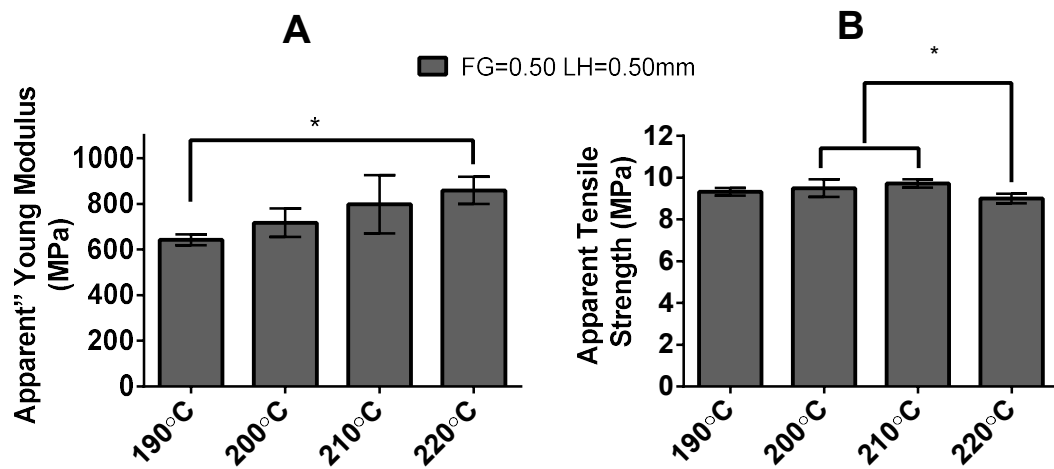 A
B
FG=0.50 LH=0.50mm
*
*
Apparent” Young Modulus
(MPa)
1000
800
600
400
200
0
190°C
200°C
210°C
220°C
Apparent Tensile
Strength (MPa)
12
10
8
6
4
2
0
190°C
200°C
210°C
220°C